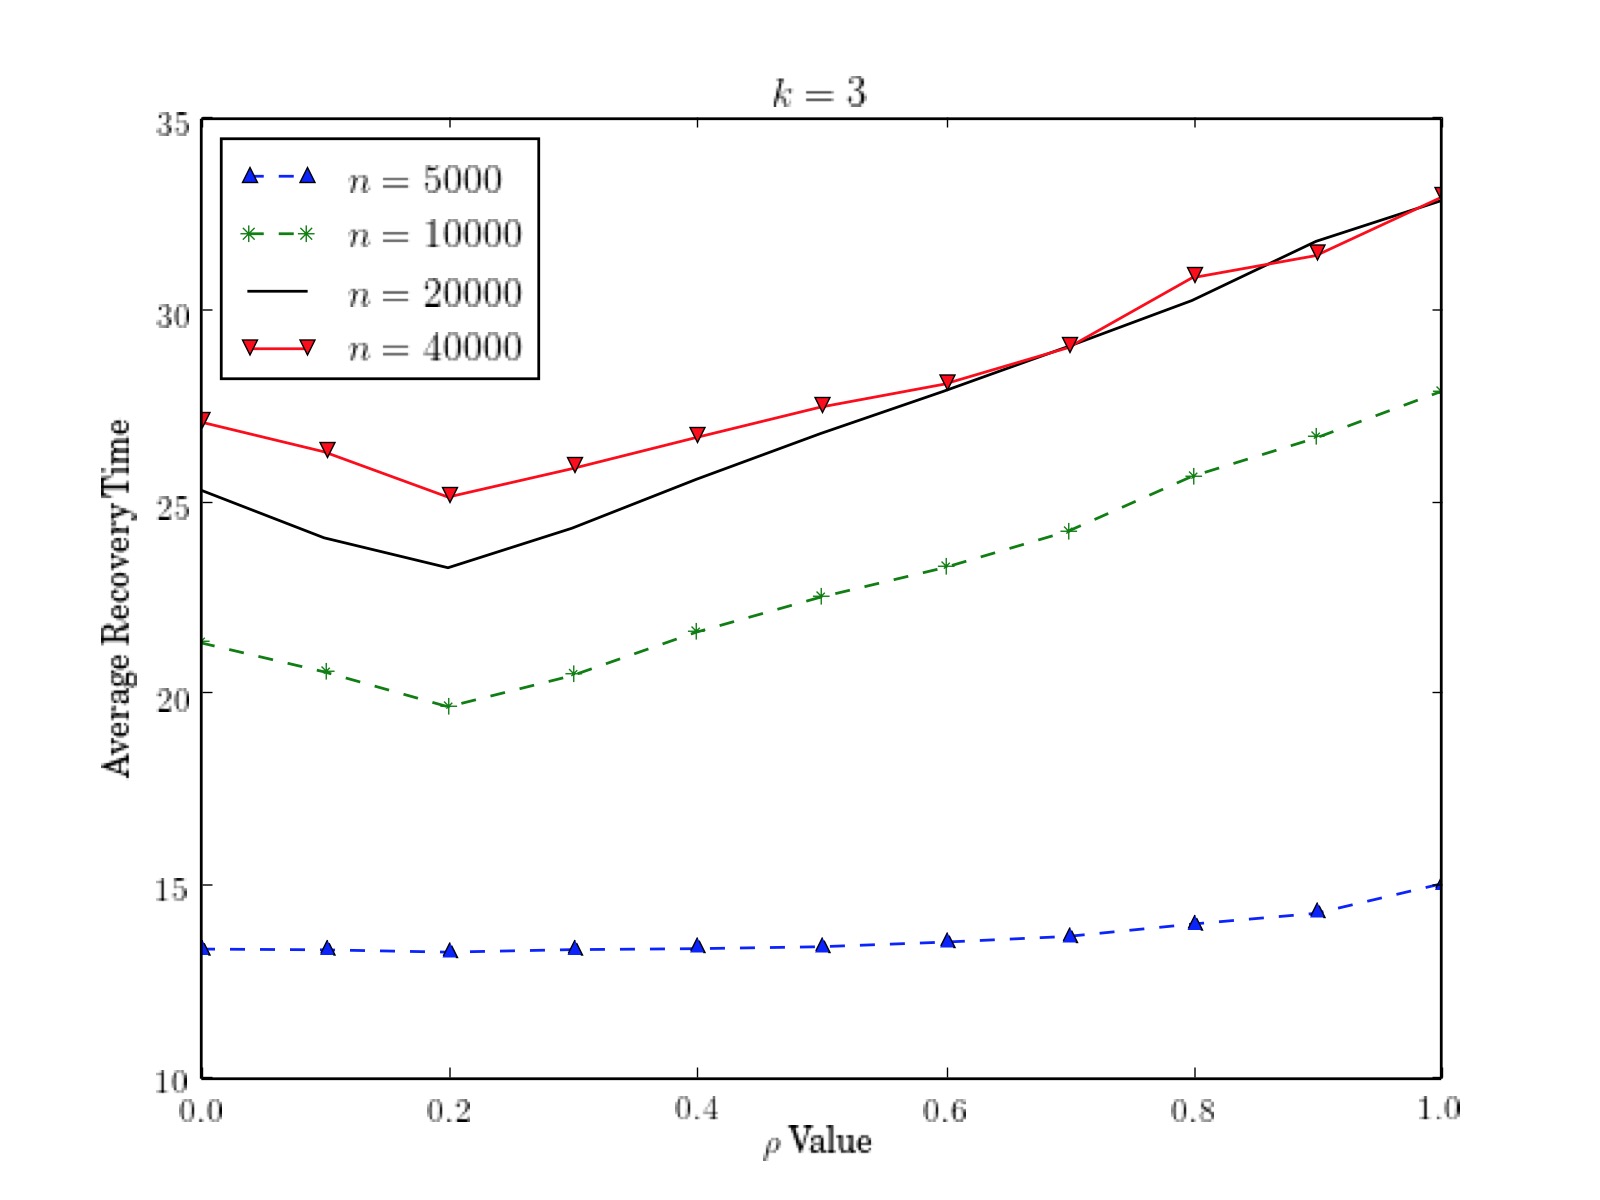 k = 3
35
30
25
20
15
10
Average Recovery Time
n = 5000
n = 10000
n = 20000
n = 40000
0.0 0.2 0.4 0.6 0.8 1.0
ρ Value